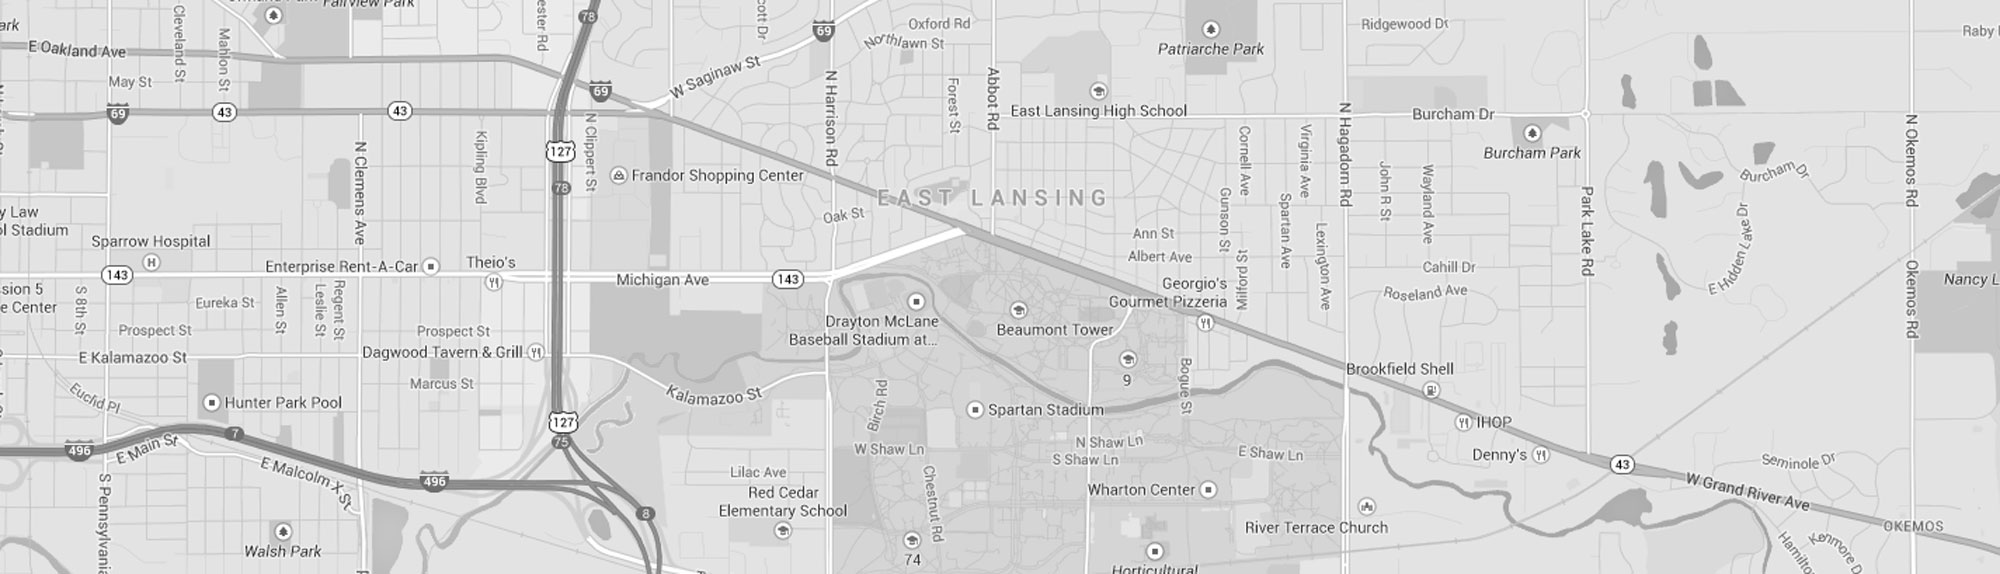 Fairview Park
E Oakland Ave
Cleveland St
Mahlon St
May St
69
43
43
N Clemens Ave
Kipling Blvd
78
N Clippert St
69
127
78
Frandor Shopping Center
W Saginaw St
69
N Harrison Rd
Oxford Rd
Northlawn St
Forest St
Abbot Rd
East Lansing High School
Patriarche Park
EAST LANSING
Oak St
Ridgewood Dr
N Hagadorn Rd
Burcham Dr
Burcham Park
Cornell Ave
Virginia Ave
John R St
Wayland Ave
Gunson St
Spartan Ave
Lexington Ave
Milford St
Ann St
Albert Ave
Park Lake Rd
Burcham Dr
E Hidden Lake Dr
N Okemos Rd
Okemos Rd
Raby
Nancy L
Cahill Dr
Roseland Ave
y Law
l Stadium
Sparrow Hospital
H
143
Enterprise Rent-A-Car
Theio's
Michigan Ave
143
sion 5
e Center
S 8th St
Eureka St
Allen St
Leslie St
Regent St
Prospect St
Prospect St
E Kalamazoo St
Dagwood Tavern & Grill
Marcus St
Kalamazoo St
Euclid Pl
Hunter Park Pool
127
75
496
7
E Main St
E Malcolm X St
496
8
S Pennsylvania
Walsh Park
Drayton McLane
Baseball Stadium at...
Beaumont Tower
Georgio's
Gourmet Pizzeria
9
Bogue St
Birch Rd
Spartan Stadium
W Shaw Ln
N Shaw Ln
S Shaw Ln
E Shaw Ln
Chestnut Rd
Lilac Ave
Red Cedar
Elementary School
74
Wharton Center
River Terrace Church
Horticultural
Brookfield Shell
IHOP
Denny's
43
W Grand River Ave
Seminole Dr
OKEMOS
Kenmore D
Hamilton